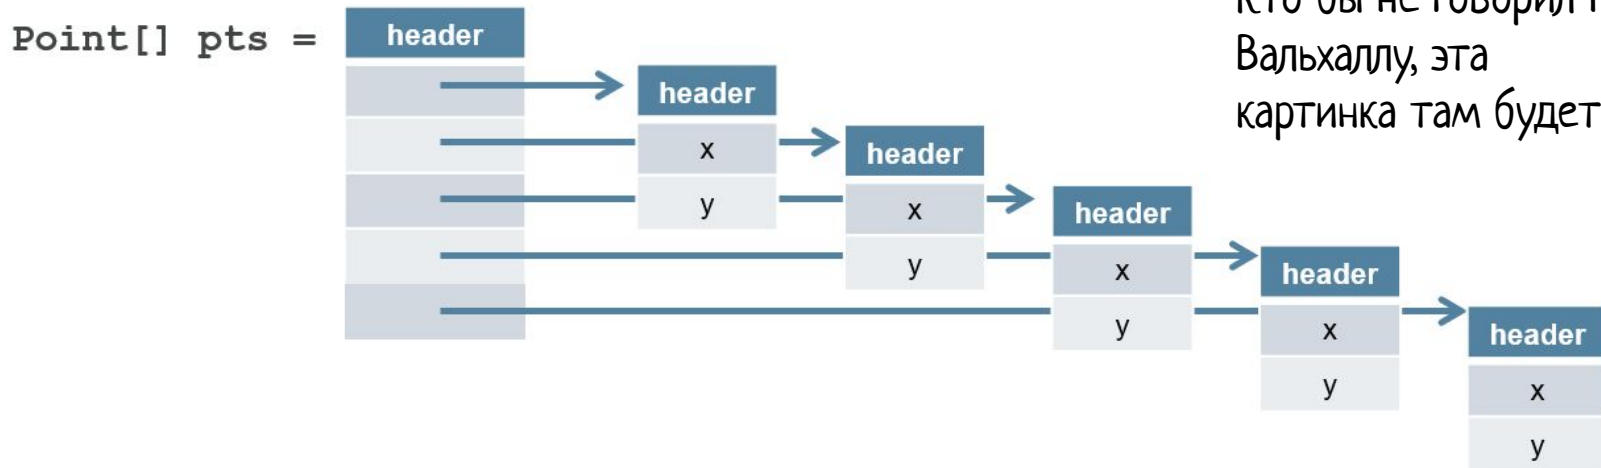 Вальхаллу, эта
картинка там будет
Point[] pts =
header
header
x
y
header
x
y
header
x
y
header
x
y
header
x
y